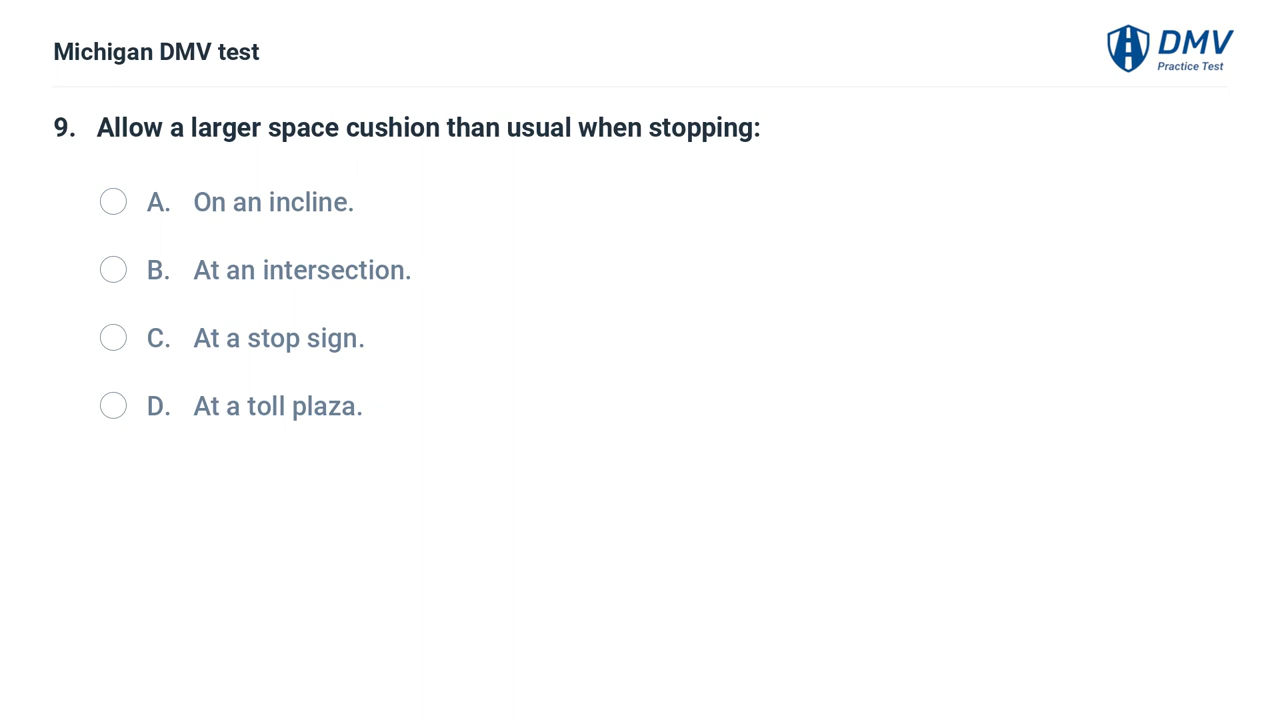 Michigan DMV test
DMV
Practice Test
9. Allow a larger space cushion than usual when stopping:
A. On an incline.
B. At an intersection.
C. At a stop sign.
D. At a toll plaza.